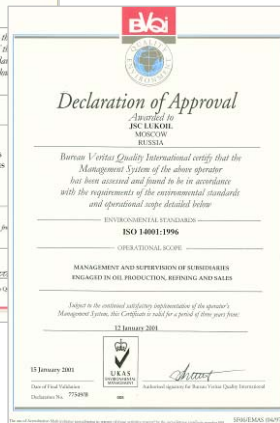 BVQi
QUALITY IN ENVIRONMENT
Declaration of Approval
Awarded to
JSC LUKOIL
MOSCOW
RUSSIA
Bureau Veritas Quality International certify that the
Management System of the above operator
has been assessed and found to be in accordance
with the requirements of the environmental standards
and operational scope detailed below
ENVIRONMENTAL STANDARDS
ISO 14001:1996
OPERATIONAL SCOPE
MANAGEMENT AND SUPERVISION OF SUBSIDIARIES
ENGAGED IN OIL PRODUCTION, REFINING AND SALES
Subject to the continued satisfactory implementation of the operator's
Management System, this Certificate is valid for a period of three years from:
12 January 2001
15 January 2001
UKAS
ENVIRONMENTAL
MANAGEMENT
Date of Final Validation
Authorised signatory for Bureau Veritas Quality International
Declaration No.
008